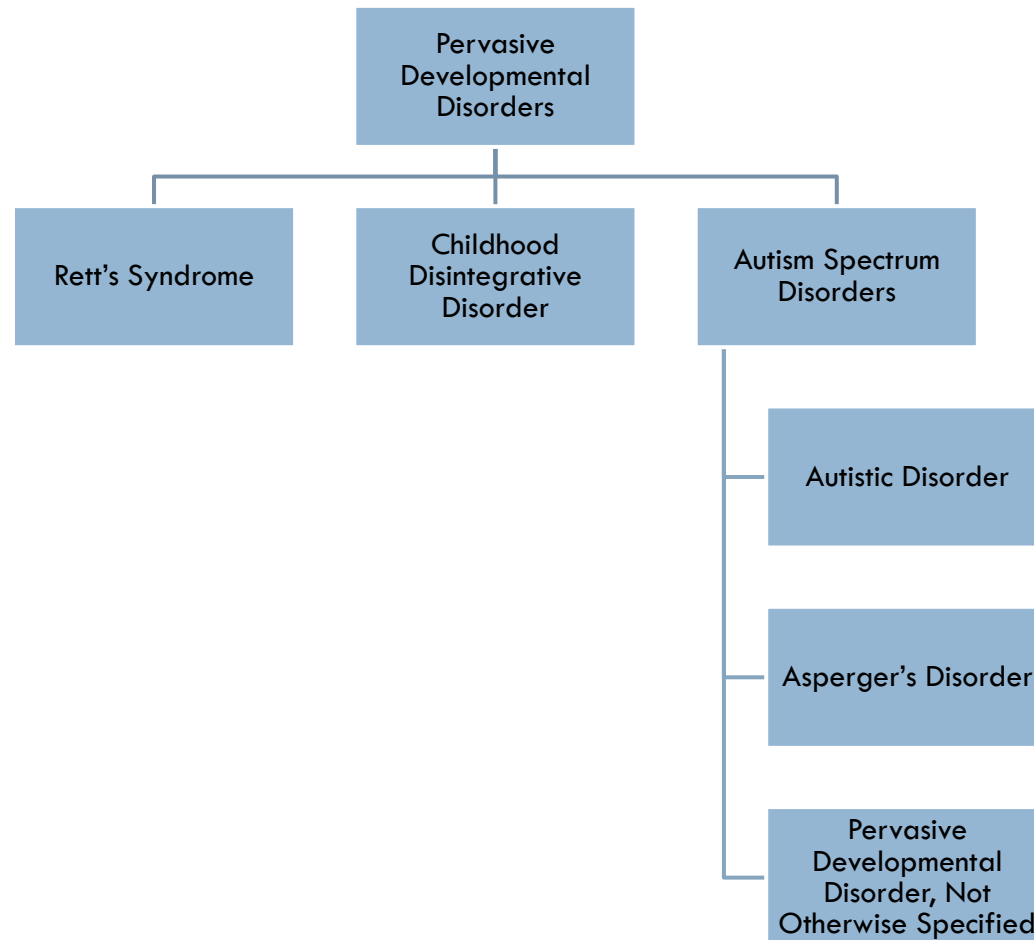 Pervasive
Developmental
Disorders
Rett’s Syndrome
Childhood
Disintegrative
Disorder
Autism Spectrum
Disorders
Autistic Disorder
Asperger’s Disorder
Pervasive
Developmental
Disorder, Not
Otherwise Specified